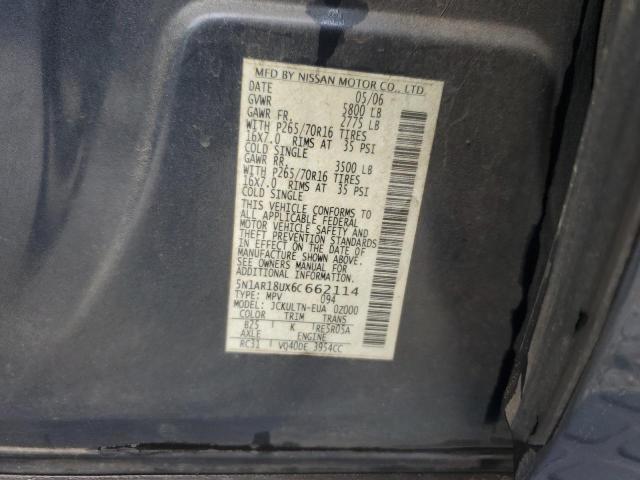 MFD BY NISSAN MOTOR CO., LTD.
DATE 05/06
GVWR 5800 LB
GAWR FR. 2775 LB
WITH P265/70R16 TIRES
16X7.0 RIMS AT 35 PSI
COLD SINGLE
GAWR RR. 3500 LB
WITH P265/70R16 TIRES
16X7.0 RIMS AT 35 PSI
COLD SINGLE
THIS VEHICLE CONFORMS TO
ALL APPLICABLE FEDERAL
MOTOR VEHICLE SAFETY AND
THEFT PREVENTION STANDARDS
IN EFFECT ON THE DATE OF
MANUFACTURE SHOWN ABOVE.
SEE OWNERS MANUAL FOR
ADDITIONAL INFORMATION.
5N1AR18UX6C662114
TYPE: MPV 094
MODEL: JCKULTN-EUA 0Z000
COLOR TRIM TRANS
B25 K RE5R05A
AXLE ENGINE
RC31 VQ40DE 3954CC